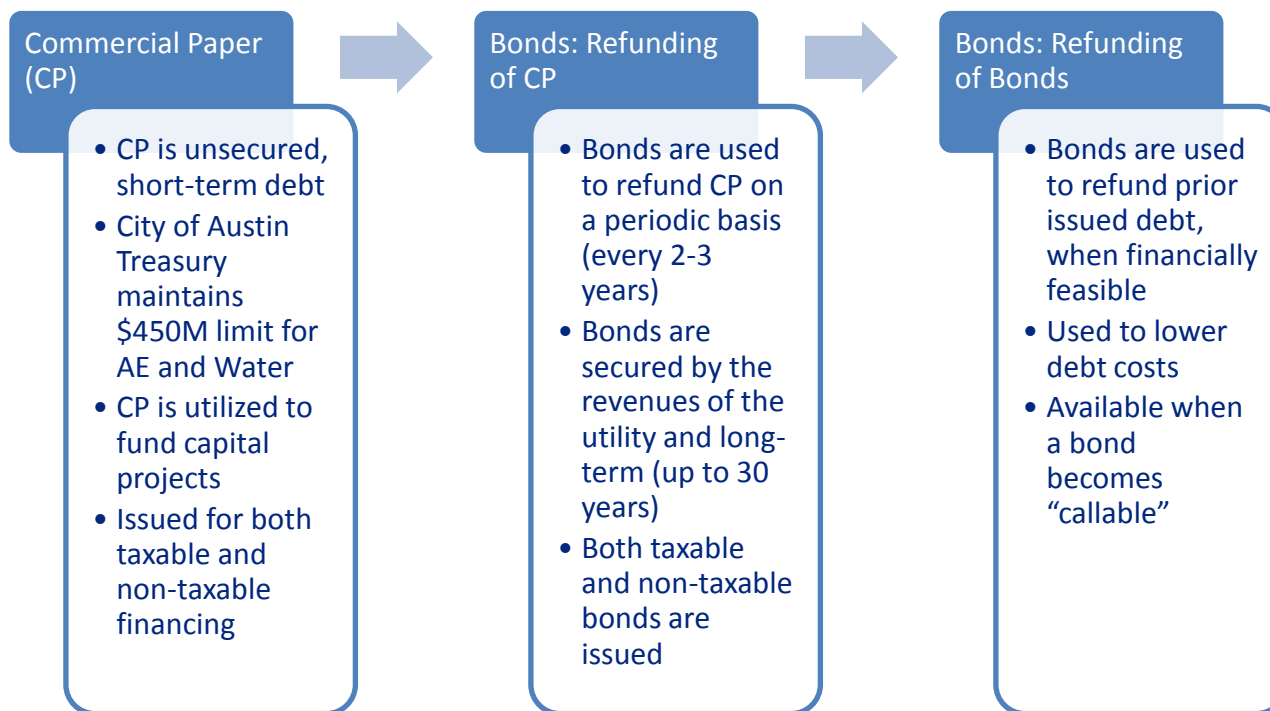 Commercial Paper
(CP)
• CP is unsecured,
short-term debt
• City of Austin
Treasury
maintains
$450M limit for
AE and Water
• CP is utilized to
fund capital
projects
• Issued for both
taxable and
non-taxable
financing
Bonds: Refunding
of CP
• Bonds are used
to refund CP on
a periodic basis
(every 2-3
years)
• Bonds are
secured by the
revenues of the
utility and long-
term (up to 30
years)
• Both taxable
and non-taxable
bonds are
issued
Bonds: Refunding
of Bonds
• Bonds are used
to refund prior
issued debt,
when financially
feasible
• Used to lower
debt costs
• Available when
a bond
becomes
“callable”